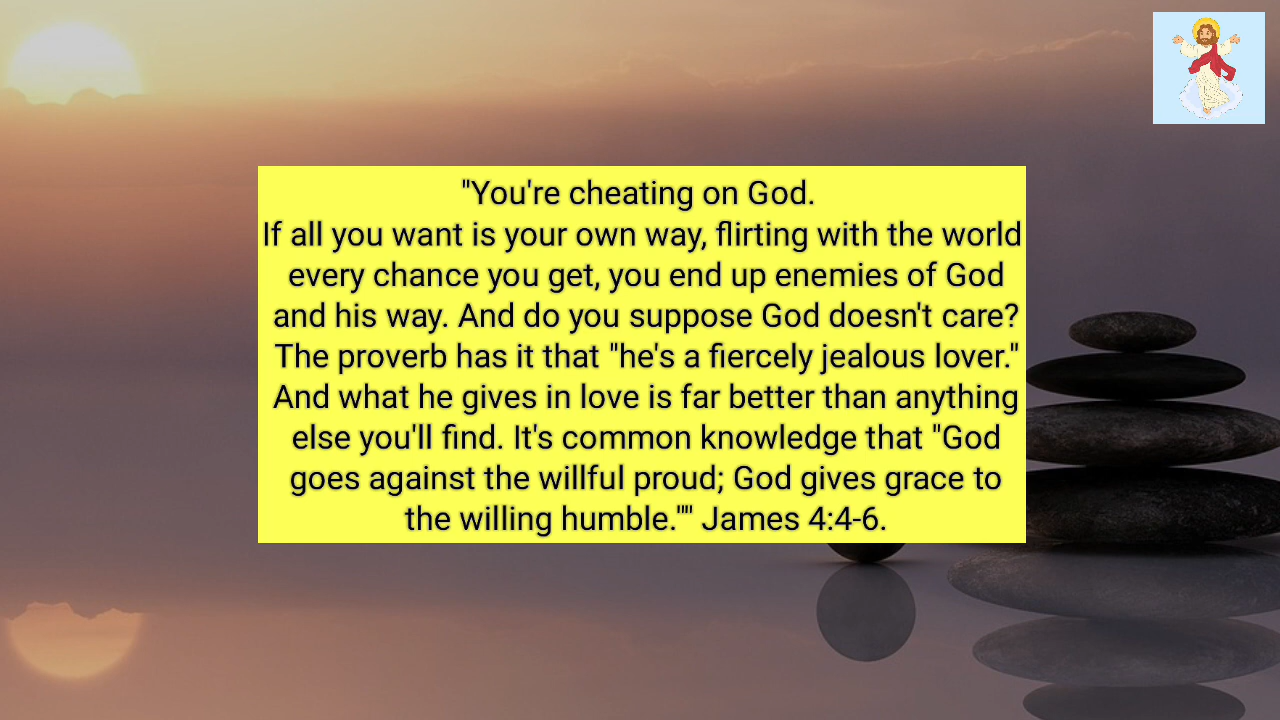 "You're cheating on God.
If all you want is your own way, flirting with the world
every chance you get, you end up enemies of God
and his way. And do you suppose God doesn't care?
The proverb has it that "he's a fiercely jealous lover."
And what he gives in love is far better than anything
else you'll find. It's common knowledge that "God
goes against the willful proud; God gives grace to
the willing humble."" James 4:4-6.